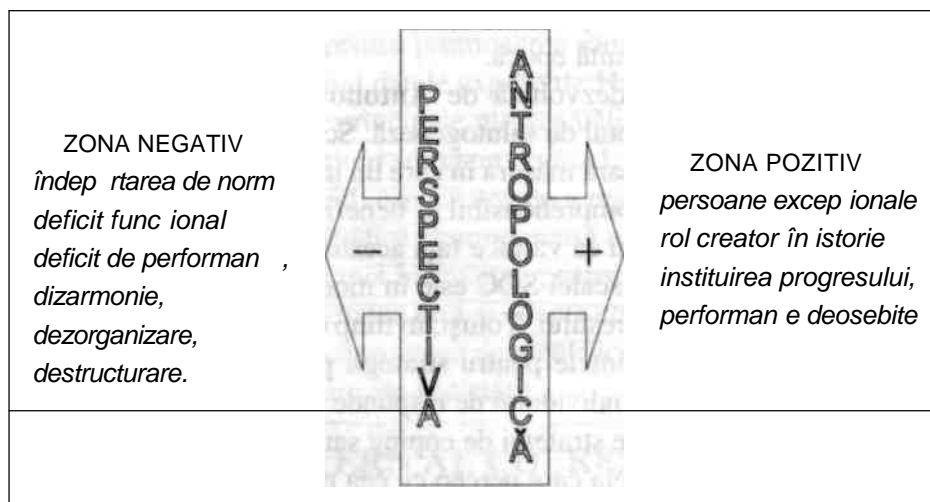 ZONA NEGATIV
îndep rtarea de norm
deficit func ional
deficit de performan ,
dizarmonie,
dezorganizare,
destructurare.
−
PERSPECTIVA
ANTROPOLOGICĂ
+
ZONA POZITIV
persoane excep ionale
rol creator în istorie
instituirea progresului,
performan e deosebite